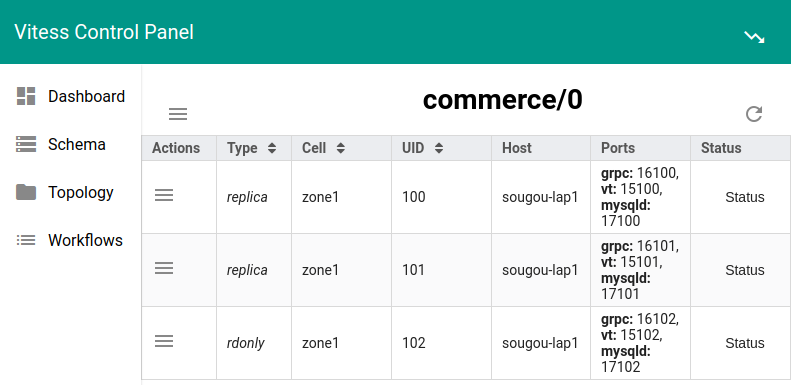 Vitess Control Panel
Dashboard
Schema
Topology
Workflows
commerce/0
Actions Type Cell UID Host Ports Status
replica zone1 100 sougou-lap1 grpc: 16100,
vt: 15100,
mysqld:
17100 Status
replica zone1 101 sougou-lap1 grpc: 16101,
vt: 15101,
mysqld:
17101 Status
rdonly zone1 102 sougou-lap1 grpc: 16102,
vt: 15102,
mysqld:
17102 Status